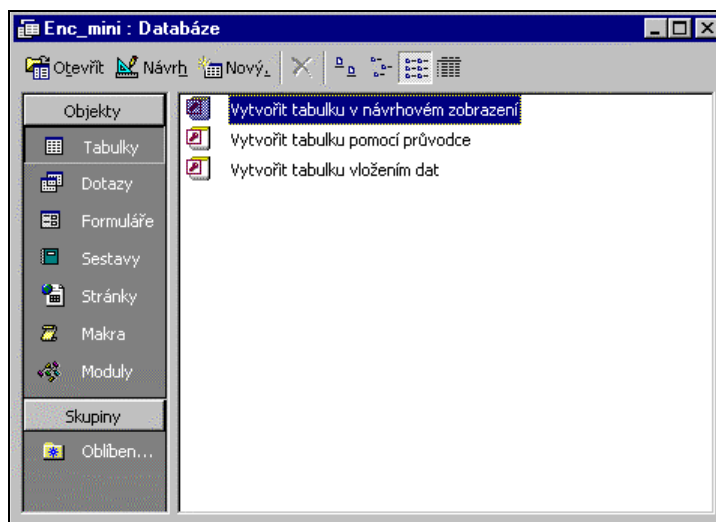 Enc_mini : Databáze
Otevřít Návrh Nový
Objekty
Tabulky
Dotazy
Formuláře
Sestavy
Stránky
Makra
Moduly
Skupiny
Oblíben...
Vytvořit tabulku v návrhovém zobrazení
Vytvořit tabulku pomocí průvodce
Vytvořit tabulku vložením dat